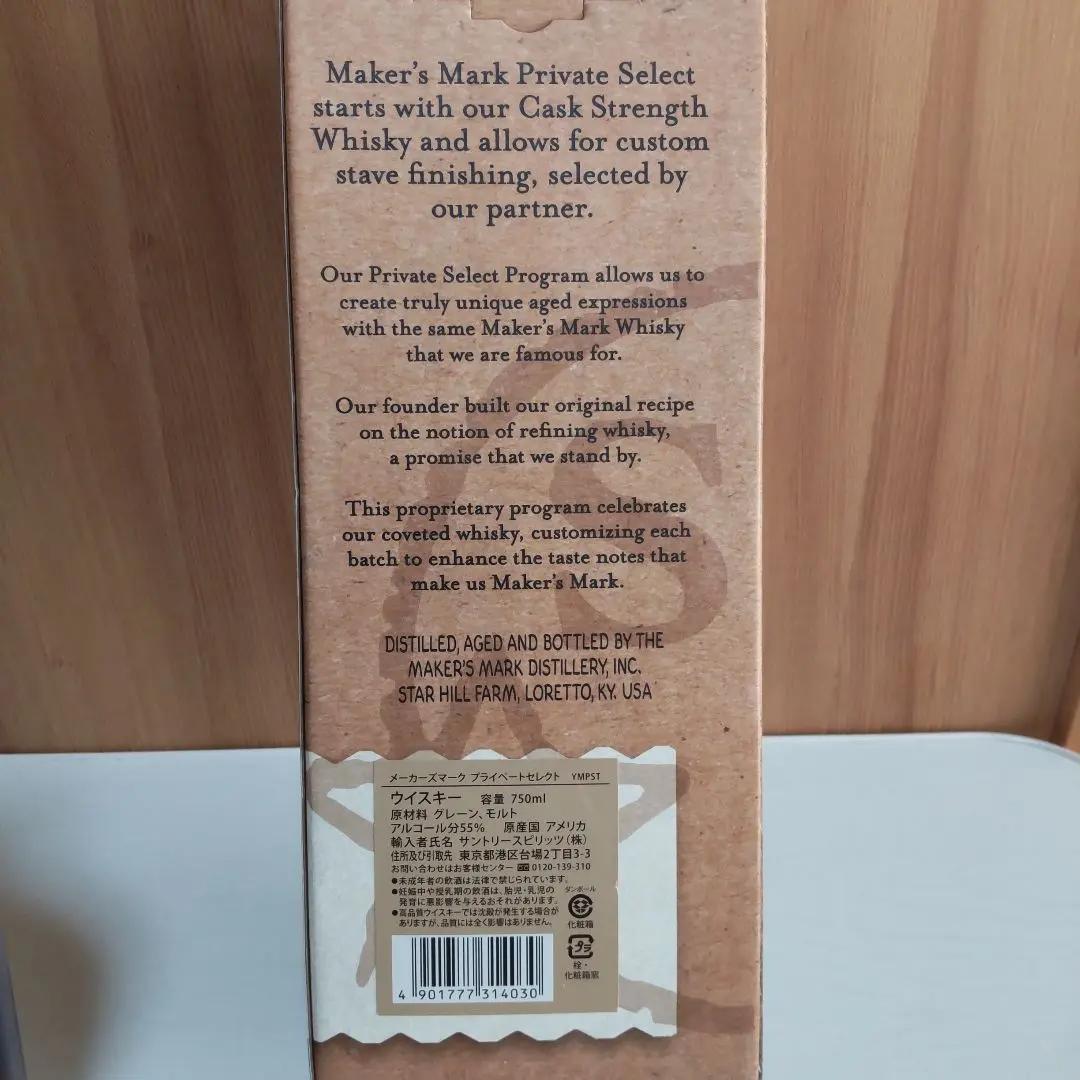 Maker's Mark Private Select
starts with our Cask Strength
Whisky and allows for custom
stave finishing, selected by
our partner.
Our Private Select Program allows us to
create truly unique aged expressions
with the same Maker's Mark Whisky
that we are famous for.
Our founder built our original recipe
on the notion of refining whisky,
a promise that we stand by.
This proprietary program celebrates
our coveted whisky, customizing each
batch to enhance the taste notes that
make us Maker's Mark.
DISTILLED, AGED AND BOTTLED BY THE
MAKER'S MARK DISTILLERY, INC.
STAR HILL FARM, LORETTO, KY. USA
メーカーズマーク プライベートセレクト YMPST
ウイスキー 容量 750ml
原材料 グレーン、モルト
アルコール分55% 原産国 アメリカ
輸入者氏名 サントリースピリッツ(株)
住所及び引取先 東京都港区台場2丁目3-3
お問い合わせはお客様センター 0120-139-310
●未成年者の飲酒は法律で禁じられています。
●妊娠中や授乳期の飲酒は、胎児・乳児の
発育に悪影響を与えるおそれがあります。
●高品質ウイスキーでは沈殿が発生する場合が
ありますが、品質には全く影響はありません。
ダンボール
化粧箱
プラ
栓・
化粧箱窓
4 901777 314030
S